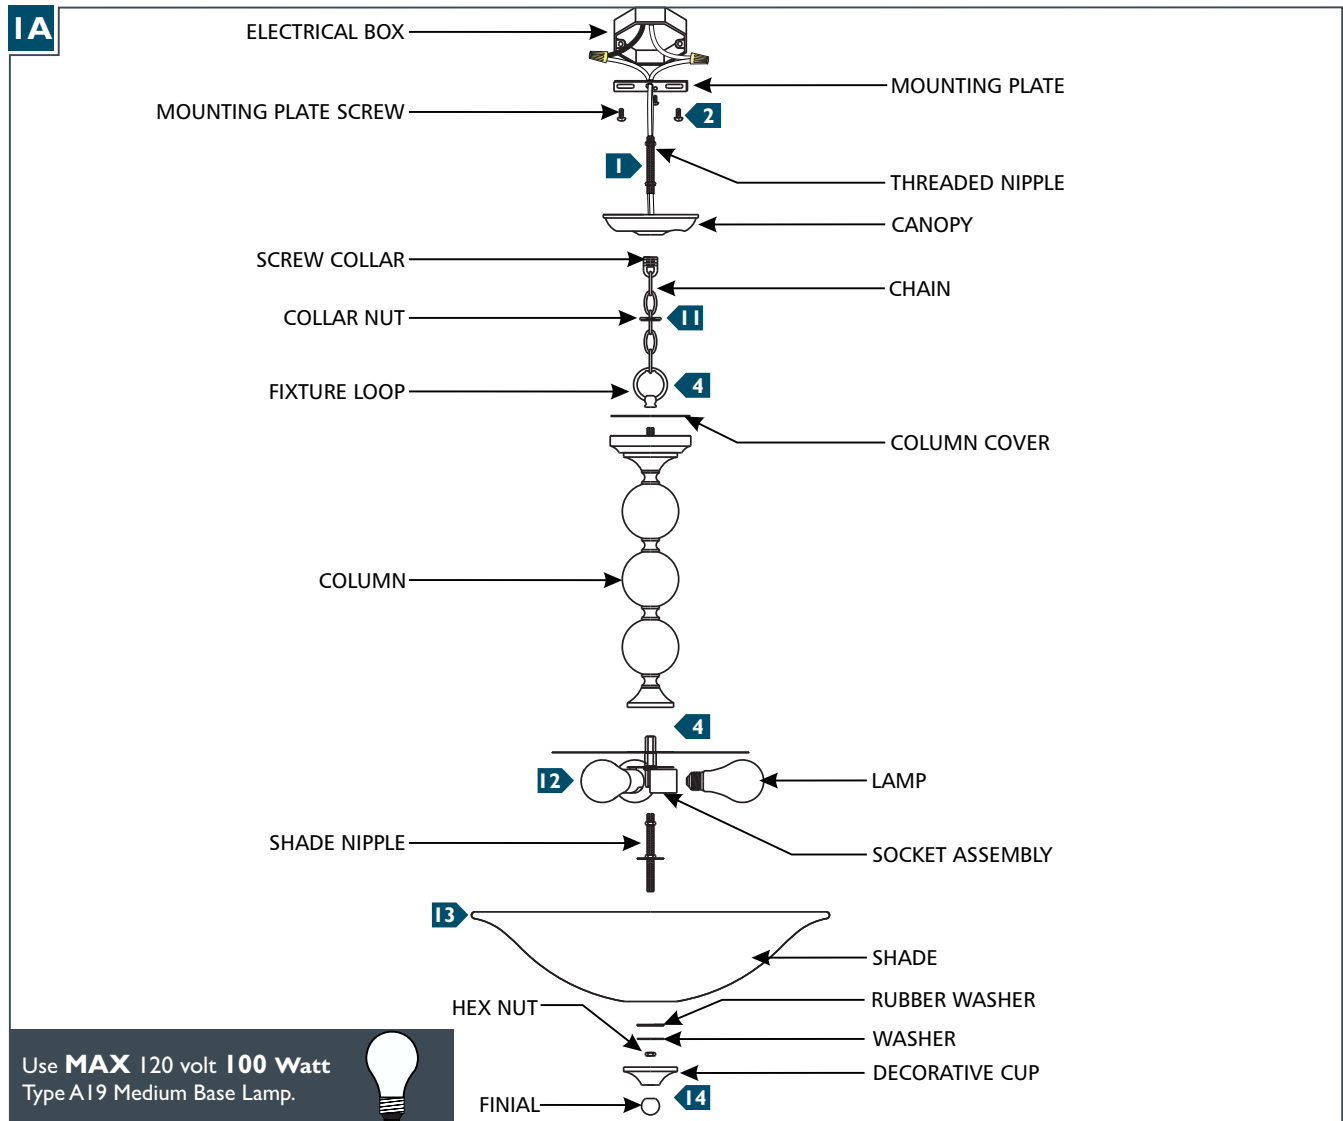 1A
ELECTRICAL BOX
MOUNTING PLATE
MOUNTING PLATE SCREW
2
1
THREADED NIPPLE
CANOPY
SCREW COLLAR
CHAIN
COLLAR NUT
11
FIXTURE LOOP
4
COLUMN COVER
COLUMN
4
12
LAMP
SHADE NIPPLE
SOCKET ASSEMBLY
13
SHADE
HEX NUT
RUBBER WASHER
WASHER
DECORATIVE CUP
FINIAL
14
Use MAX 120 volt 100 Watt
Type A19 Medium Base Lamp.